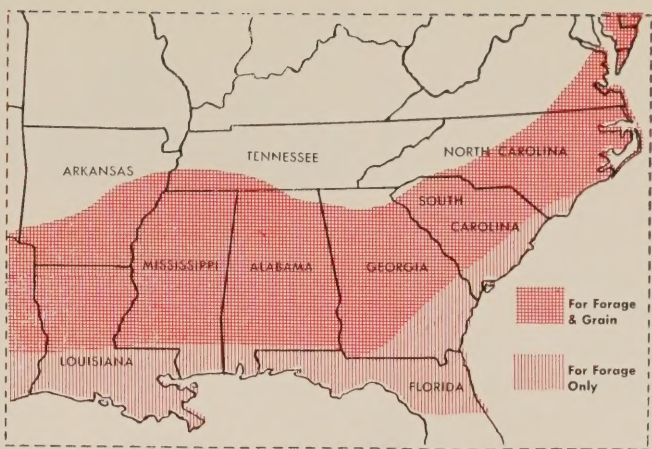 ARKANSAS
TENNESSEE
NORTH CAROLINA
SOUTH
CAROLINA
MISSISSIPPI
ALABAMA
GEORGIA
For Forage
& Grain
LOUISIANA
FLORIDA
For Forage
Only